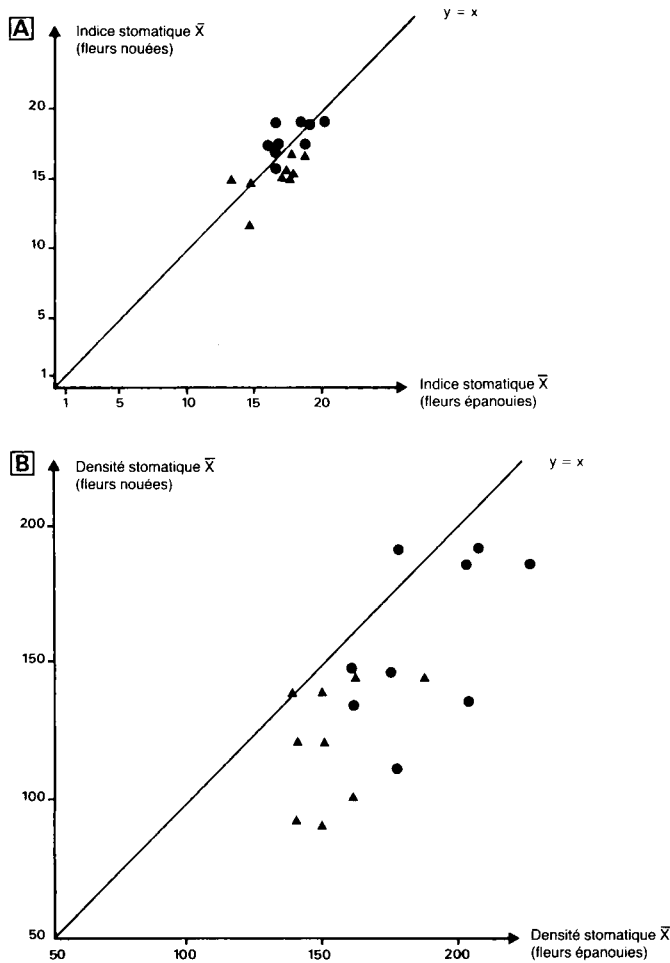 A
Indice stomatique X̅
(fleurs nouées)
y = x
20
15
10
5
1
1 5 10 15 20
Indice stomatique X̅
(fleurs épanouies)
B
Densité stomatique X̅
(fleurs nouées)
y = x
200
150
100
50
50 100 150 200
Densité stomatique X̅
(fleurs épanouies)